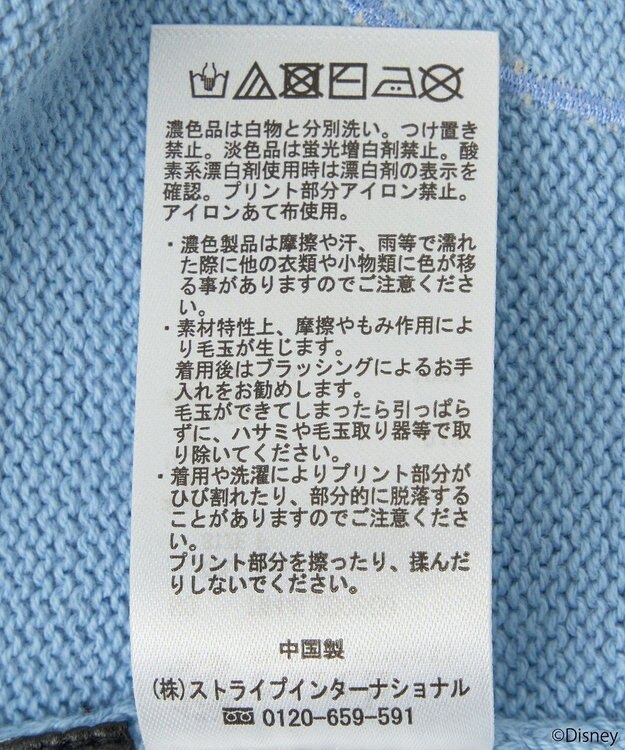 濃色品は白物と分別洗い。つけ置き
禁止。淡色品は蛍光増白剤禁止。酸
素系漂白剤使用時は漂白剤の表示を
確認。プリント部分アイロン禁止。
アイロンあて布使用。
・濃色製品は摩擦や汗、雨等で濡れ
た際に他の衣類や小物類に色が移
る事がありますのでご注意くださ
い。
・素材特性上、摩擦やもみ作用によ
り毛玉が生じます。
着用後はブラッシングによるお手
入れをお勧めします。
毛玉ができてしまったら引っぱら
ずに、ハサミや毛玉取り器等で取
り除いてください。
・着用や洗濯によりプリント部分が
ひび割れたり、部分的に脱落する
ことがありますのでご注意くださ
い。
プリント部分を擦ったり、揉んだ
りしないでください。
中国製
(株)ストライプインターナショナル
0120-659-591
©Disney